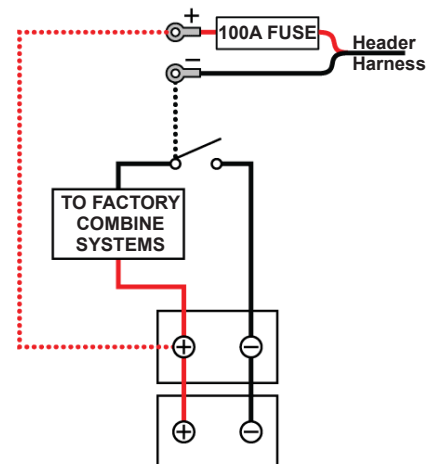 +
100A FUSE
Header
Harness
−
TO FACTORY
COMBINE
SYSTEMS
+ −
+ −